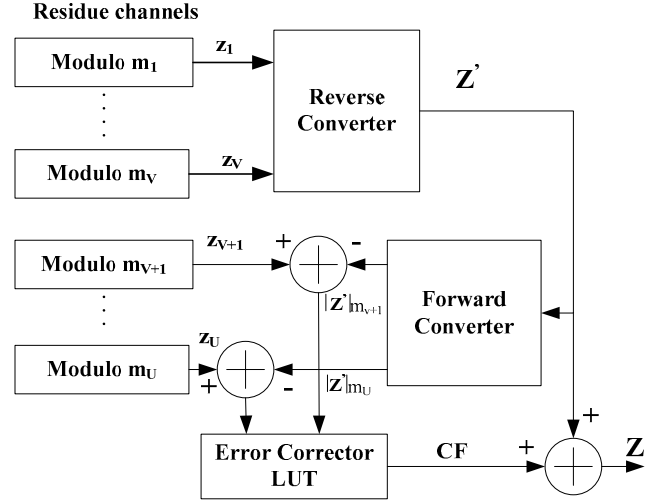 Residue channels
Modulo m1
z1
Reverse
Converter
Z’
Modulo mV
zV
Modulo mV+1
zV+1
+
-
|Z’|mv+1
Forward
Converter
Modulo mU
zU
+
-
|Z’|mU
Error Corrector
LUT
CF
+
+
Z